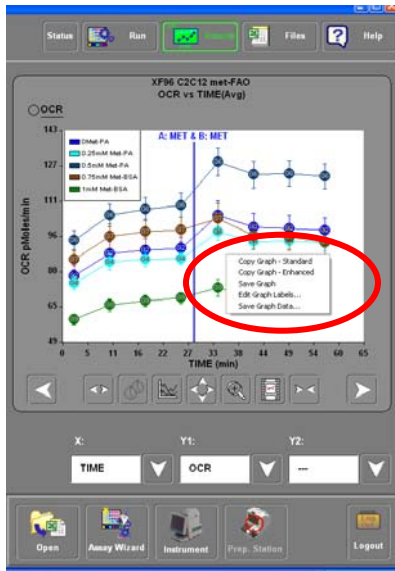 Status
Run
Files
Help
XF96 C2C12 met-FAO
OCR vs TIME(Avg)
OCR
A: MET & B: MET
0Met-PA
0.25mM Met-PA
0.5mM Met-PA
0.75mM Met-BSA
1mM Met-BSA
OCR pMoles/min
143
127
111
96
80
65
49
0 5 11 16 22 27 33 38 44 49 54 60 65
TIME (min)
Copy Graph - Standard
Copy Graph - Enhanced
Save Graph
Edit Graph Labels...
Save Graph Data...
X:
Y1:
Y2:
TIME
OCR
---
Open
Assay Wizard
Instrument
Prep. Station
Logout